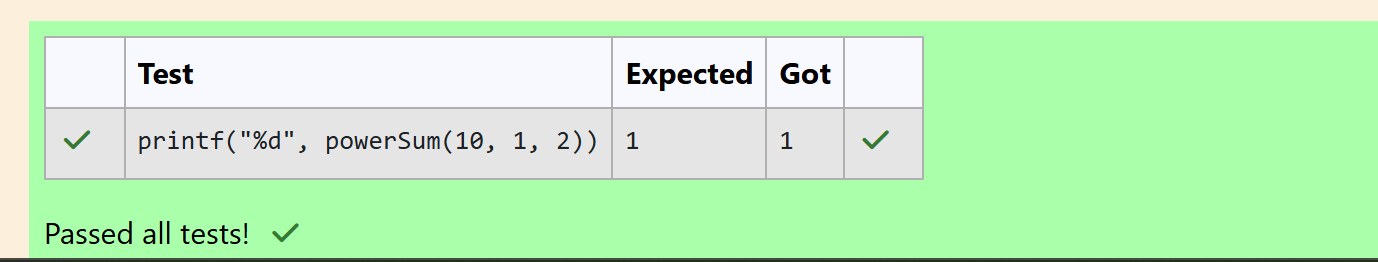 Test Expected Got
printf("%d", powerSum(10, 1, 2)) 1 1
Passed all tests!